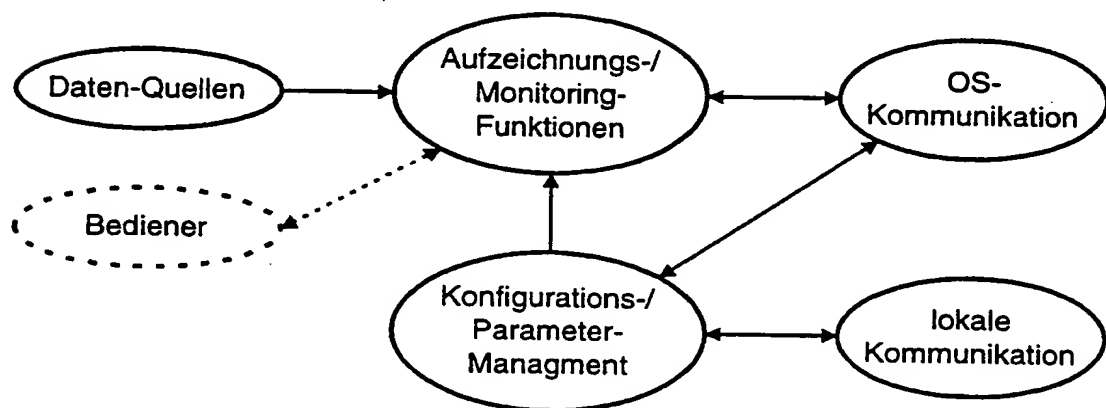 Daten-Quellen
Aufzeichnungs-/
Monitoring-
Funktionen
OS-
Kommunikation
Bediener
Konfigurations-/
Parameter-
Managment
lokale
Kommunikation